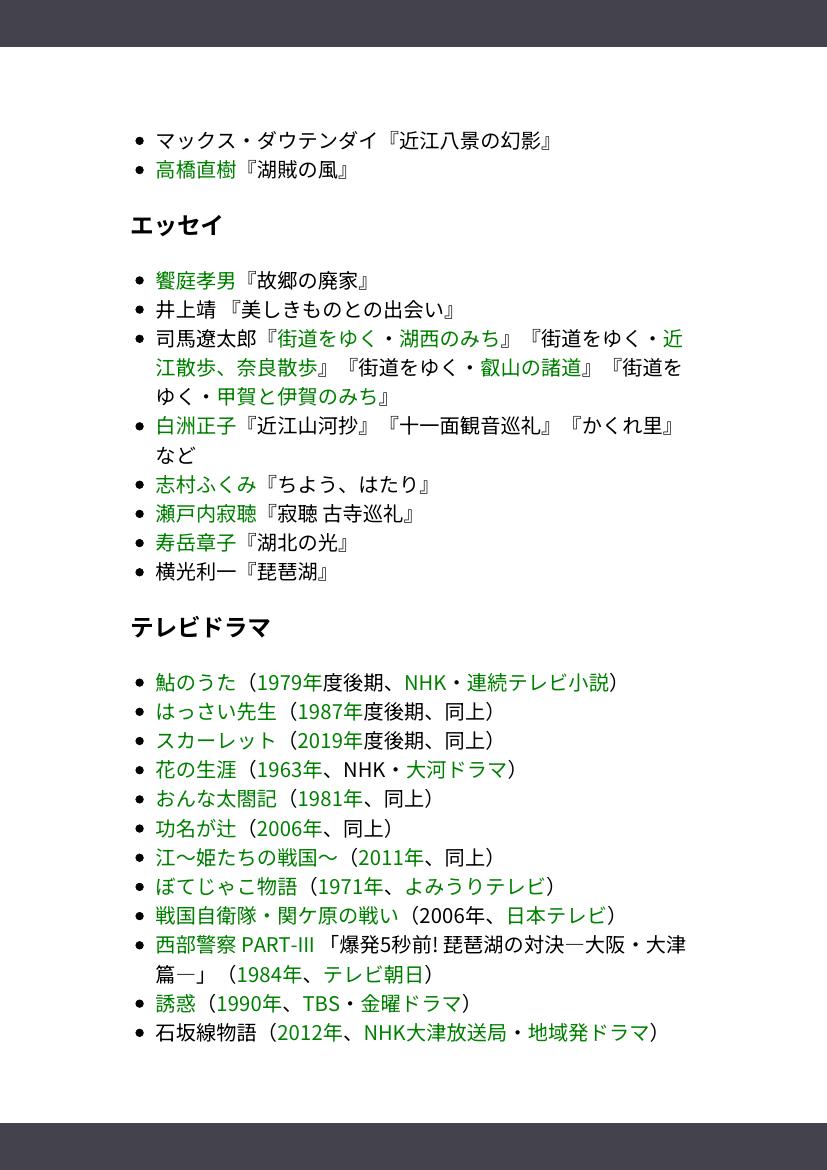 マックス・ダウテンダイ『近江八景の幻影』
高橋直樹『湖賊の風』
エッセイ
饗庭孝男『故郷の廃家』
井上靖 『美しきものとの出会い』
司馬遼太郎『街道をゆく・湖西のみち』『街道をゆく・近
江散歩、奈良散歩』『街道をゆく・叡山の諸道』『街道を
ゆく・甲賀と伊賀のみち』
白洲正子『近江山河抄』『十一面観音巡礼』『かくれ里』
など
志村ふくみ『ちよう、はたり』
瀬戸内寂聴『寂聴 古寺巡礼』
寿岳章子『湖北の光』
横光利一『琵琶湖』
テレビドラマ
鮎のうた（1979年度後期、NHK・連続テレビ小説）
はっさい先生（1987年度後期、同上）
スカーレット（2019年度後期、同上）
花の生涯（1963年、NHK・大河ドラマ）
おんな太閤記（1981年、同上）
功名が辻（2006年、同上）
江〜姫たちの戦国〜（2011年、同上）
ぼてじゃこ物語（1971年、よみうりテレビ）
戦国自衛隊・関ケ原の戦い（2006年、日本テレビ）
西部警察 PART-III 「爆発5秒前! 琵琶湖の対決―大阪・大津
篇―」（1984年、テレビ朝日）
誘惑（1990年、TBS・金曜ドラマ）
石坂線物語（2012年、NHK大津放送局・地域発ドラマ）